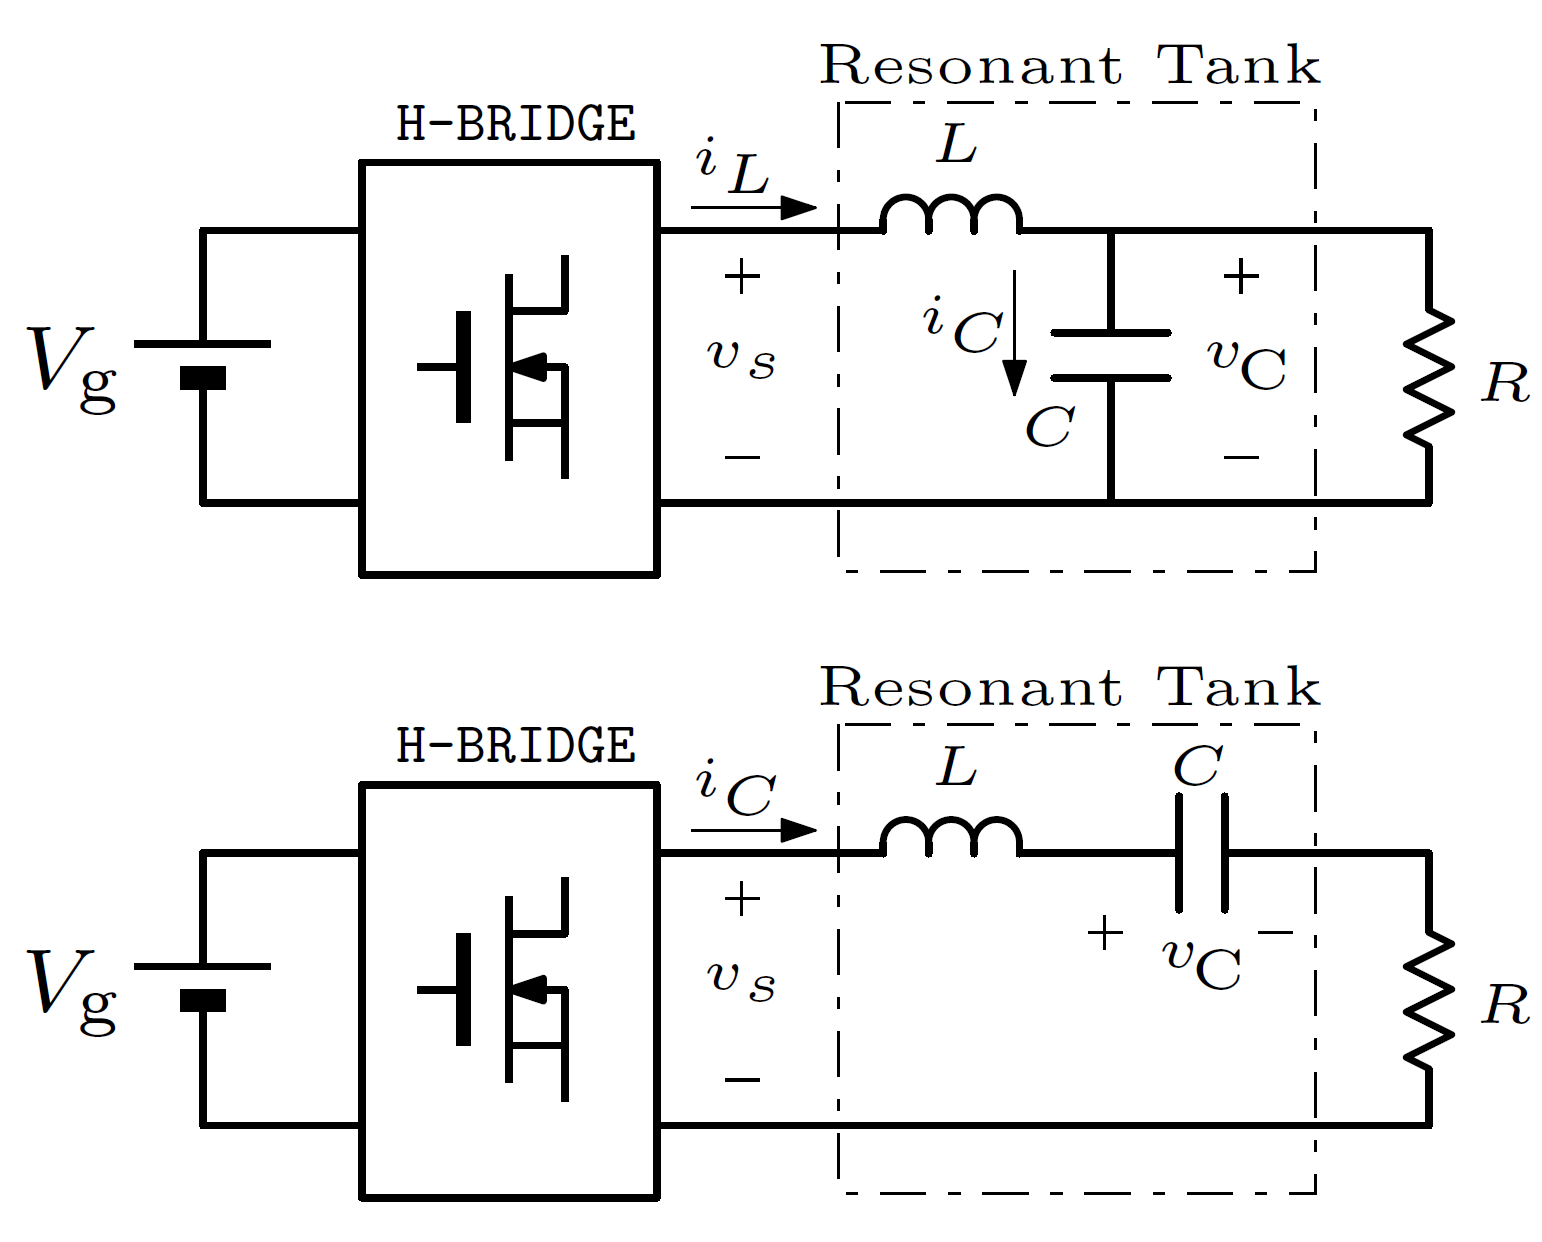 Resonant Tank
H-BRIDGE
L
i_L
+
+
i_C
V_g
v_s
v_C
R
C
−
−
Resonant Tank
H-BRIDGE
L
C
i_C
+
+
−
v_C
V_g
v_s
R
−